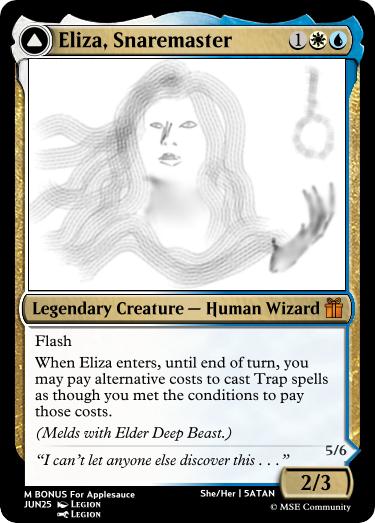 Eliza, Snaremaster 1
Legendary Creature — Human Wizard
Flash
When Eliza enters, until end of turn, you
may pay alternative costs to cast Trap spells
as though you met the conditions to pay
those costs.
(Melds with Elder Deep Beast.)
5/6
“I can't let anyone else discover this . . .”
2/3
M BONUS For Applesauce She/Her | 5ATAN
JUN25 LEGION © MSE Community
LEGION